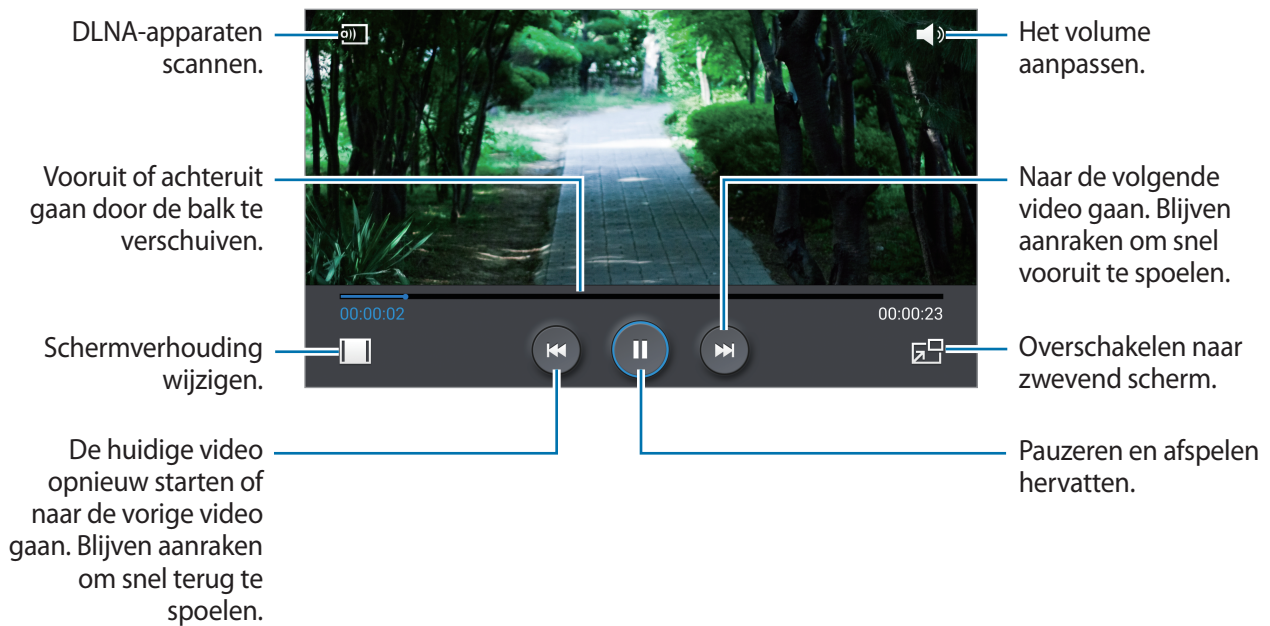 DLNA-apparaten
scannen.
Vooruit of achteruit
gaan door de balk te
verschuiven.
Schermverhouding
wijzigen.
De huidige video
opnieuw starten of
naar de vorige video
gaan. Blijven aanraken
om snel terug te
spoelen.
00:00:02
00:00:23
Het volume
aanpassen.
Naar de volgende
video gaan. Blijven
aanraken om snel
vooruit te spoelen.
Overschakelen naar
zwevend scherm.
Pauzeren en afspelen
hervatten.